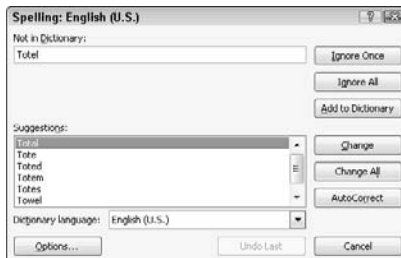 Spelling: English (U.S.)
Not in Dictionary:
Totel
Ignore Once
Ignore All
Add to Dictionary
Suggestions:
Total
Tote
Toted
Totem
Totes
Towel
Change
Change All
AutoCorrect
Dictionary language: English (U.S.)
Options... Undo Last Cancel